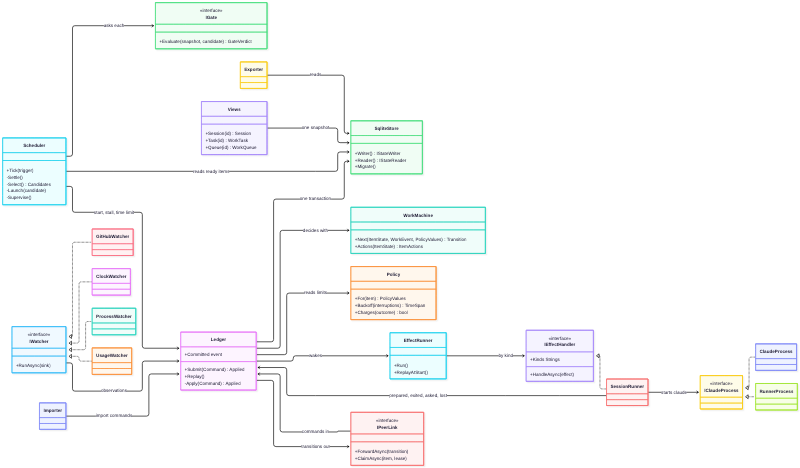 «interface»
IGate
+Evaluate(snapshot, candidate) : GateVerdict
asks each
Exporter
reads
Views
+Session(id) : Session
+Task(id) : WorkTask
+Queue(id) : WorkQueue
one snapshot
SqliteStore
+Writer() : IStateWriter
+Reader() : IStateReader
+Migrate()
Scheduler
+Tick(trigger)
-Settle()
-Select() : Candidates
-Launch(candidate)
-Supervise()
reads ready items
one transaction
start, stall, time limit
WorkMachine
+Next(ItemState, WorkEvent, PolicyValues) : Transition
+Actions(ItemState) : ItemActions
decides with
GitHubWatcher
ClockWatcher
ProcessWatcher
UsageWatcher
Policy
+For(item) : PolicyValues
+Backoff(interruptions) : TimeSpan
+Charges(outcome) : bool
reads limits
«interface»
IWatcher
+RunAsync(sink)
Ledger
+Committed event
+Submit(Command) : Applied
+Replay()
-Apply(Command) : Applied
EffectRunner
+Run()
+ReplayAtStart()
wakes
by kind
«interface»
IEffectHandler
+Kinds Strings
+HandleAsync(effect)
ClaudeProcess
SessionRunner
starts claude
«interface»
IClaudeProcess
RunnerProcess
observations
prepared, exited, asked, lost
Importer
import commands
commands in
transitions out
«interface»
IPeerLink
+ForwardAsync(transition)
+ClaimAsync(item, lease)